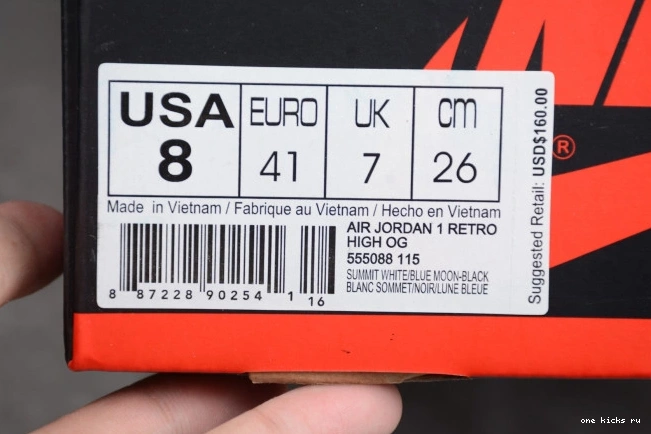 USA EURO UK cm
8 41 7 26
Made in Vietnam / Fabrique au Vietnam / Hecho en Vietnam
AIR JORDAN 1 RETRO
HIGH OG
555088 115
SUMMIT WHITE/BLUE MOON-BLACK
BLANC SOMMET/NOIR/LUNE BLEUE
8 87228 90254 1 16
Suggested Retail: USD$160.00
®
one kicks ru